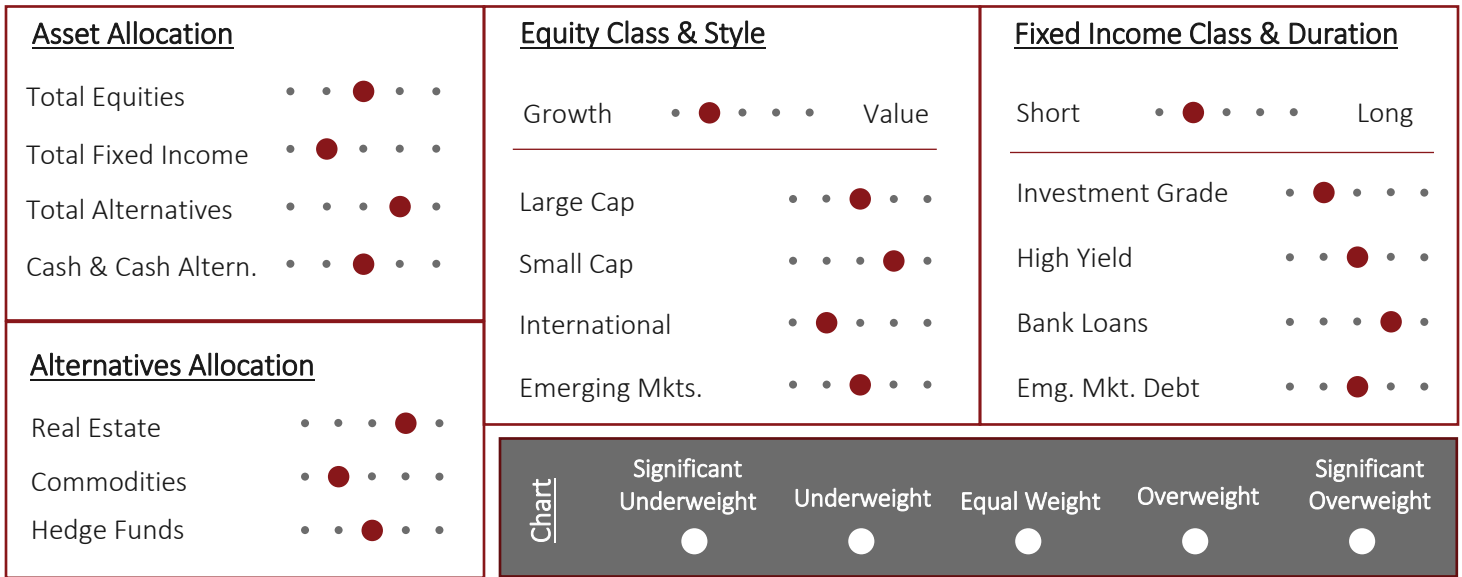 Asset Allocation
Total Equities
Total Fixed Income
Total Alternatives
Cash & Cash Altern.
Alternatives Allocation
Real Estate
Commodities
Hedge Funds
Equity Class & Style
Growth Value
Large Cap
Small Cap
International
Emerging Mkts.
Fixed Income Class & Duration
Short Long
Investment Grade
High Yield
Bank Loans
Emg. Mkt. Debt
Chart
Significant
Underweight
Underweight
Equal Weight
Overweight
Significant
Overweight